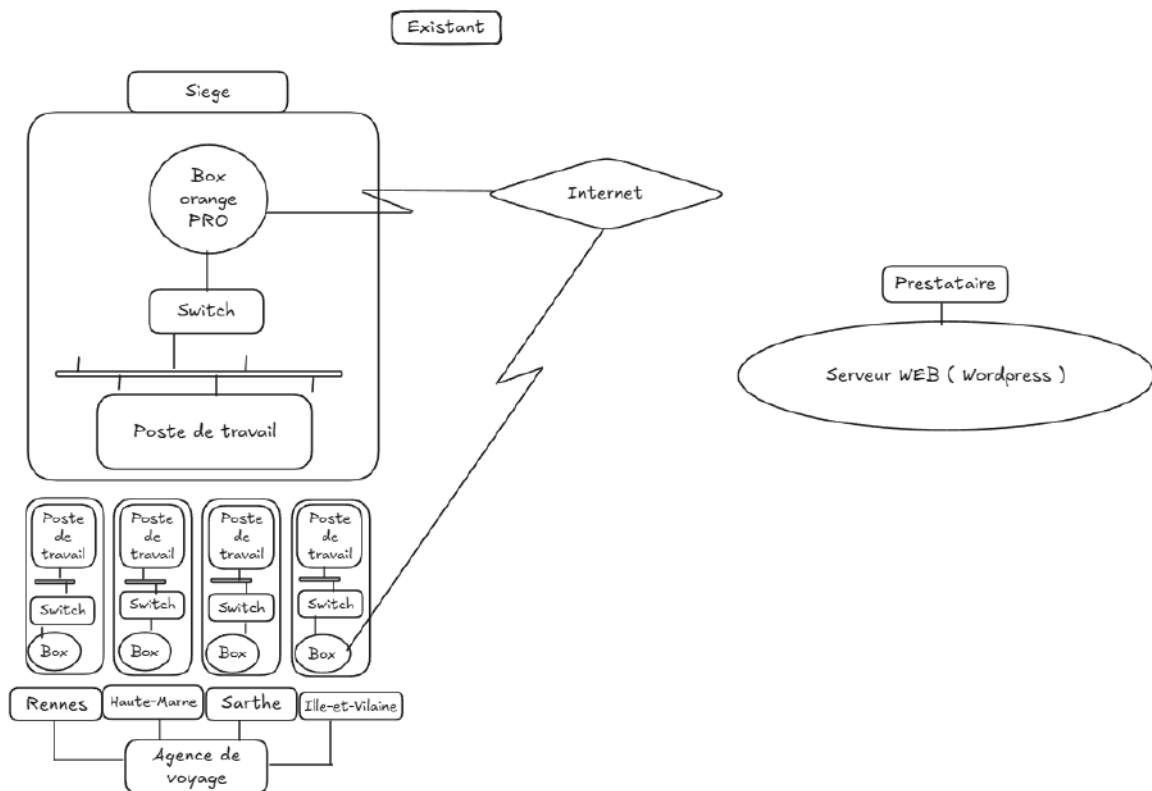 Existant
Siege
Box
orange
PRO
Internet
Switch
Prestataire
Serveur WEB ( Wordpress )
Poste de travail
Poste
de
travail
Poste
de
travail
Poste
de
travail
Poste
de
travail
Switch
Switch
Switch
Switch
Box
Box
Box
Box
Rennes
Haute-Marne
Sarthe
Ille-et-Vilaine
Agence de
voyage